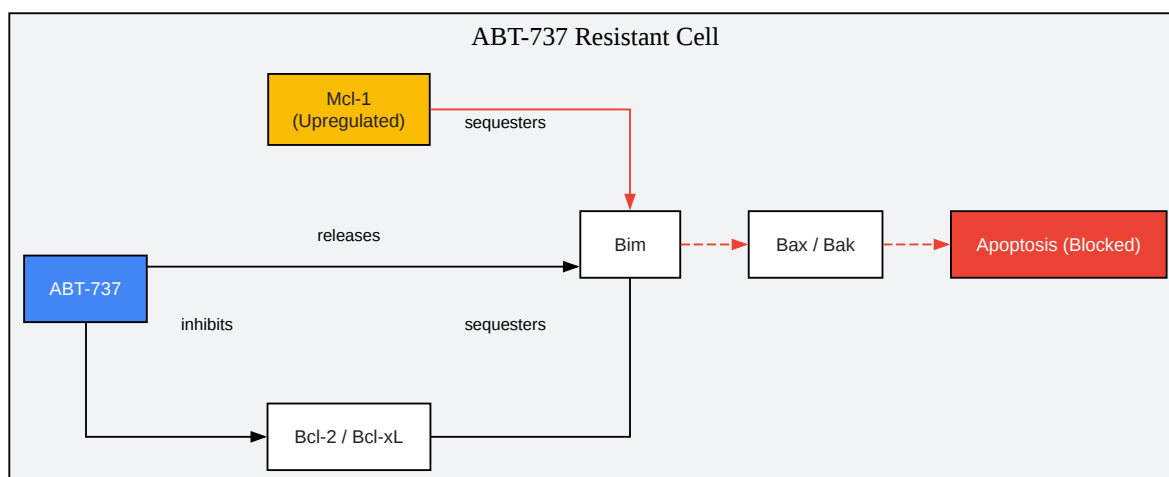 ABT-737 Resistant Cell
Mcl-1
(Upregulated)
sequesters
releases
Bim
Bax / Bak
Apoptosis (Blocked)
ABT-737
inhibits
sequesters
Bcl-2 / Bcl-xL